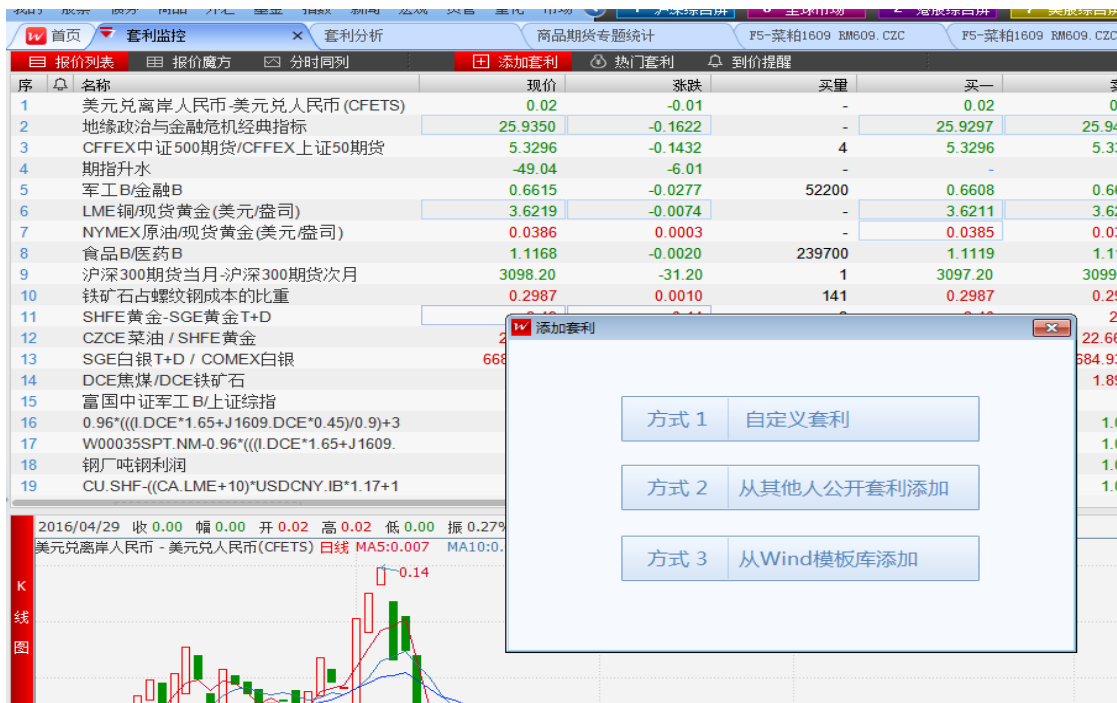 沪深综合屏 全球市场 2 港股综合屏 7 美股综合屏
首页 套利监控 × 套利分析 商品期货专题统计 F5-菜粕1609 RM609.CZC F5-菜粕1609 RM609.CZC
报价列表 报价魔方 分时同列 添加套利 热门套利 到价提醒
序 名称 现价 涨跌 买量 买一
1 美元兑离岸人民币-美元兑人民币(CFETS) 0.02 -0.01 - 0.02
2 地缘政治与金融危机经典指标 25.9350 -0.1622 - 25.9297
3 CFFEX中证500期货/CFFEX上证50期货 5.3296 -0.1432 4 5.3296
4 期指升水 -49.04 -6.01 - -
5 军工B/金融B 0.6615 -0.0277 52200 0.6608
6 LME铜/现货黄金(美元/盎司) 3.6219 -0.0074 - 3.6211
7 NYMEX原油/现货黄金(美元/盎司) 0.0386 0.0003 - 0.0385
8 食品B/医药B 1.1168 -0.0020 239700 1.1119
9 沪深300期货当月-沪深300期货次月 3098.20 -31.20 1 3097.20
10 铁矿石占螺纹钢成本的比重 0.2987 0.0010 141 0.2987
11 SHFE黄金-SGE黄金T+D
12 CZCE菜油 / SHFE黄金
13 SGE白银T+D / COMEX白银
14 DCE焦煤/DCE铁矿石
15 富国中证军工B/上证综指
16 0.96*(((I.DCE*1.65+J1609.DCE*0.45)/0.9)+3
17 W00035SPT.NM-0.96*(((I.DCE*1.65+J1609.
18 钢厂吨钢利润
19 CU.SHF-((CA.LME+10)*USDCNY.IB*1.17+1
添加套利
方式 1 自定义套利
方式 2 从其他人公开套利添加
方式 3 从Wind模板库添加
2016/04/29 收 0.00 幅 0.00 开 0.02 高 0.02 低 0.00 振 0.27%
美元兑离岸人民币 - 美元兑人民币(CFETS) 日线 MA5:0.007 MA10:0.
0.14
K
线
图